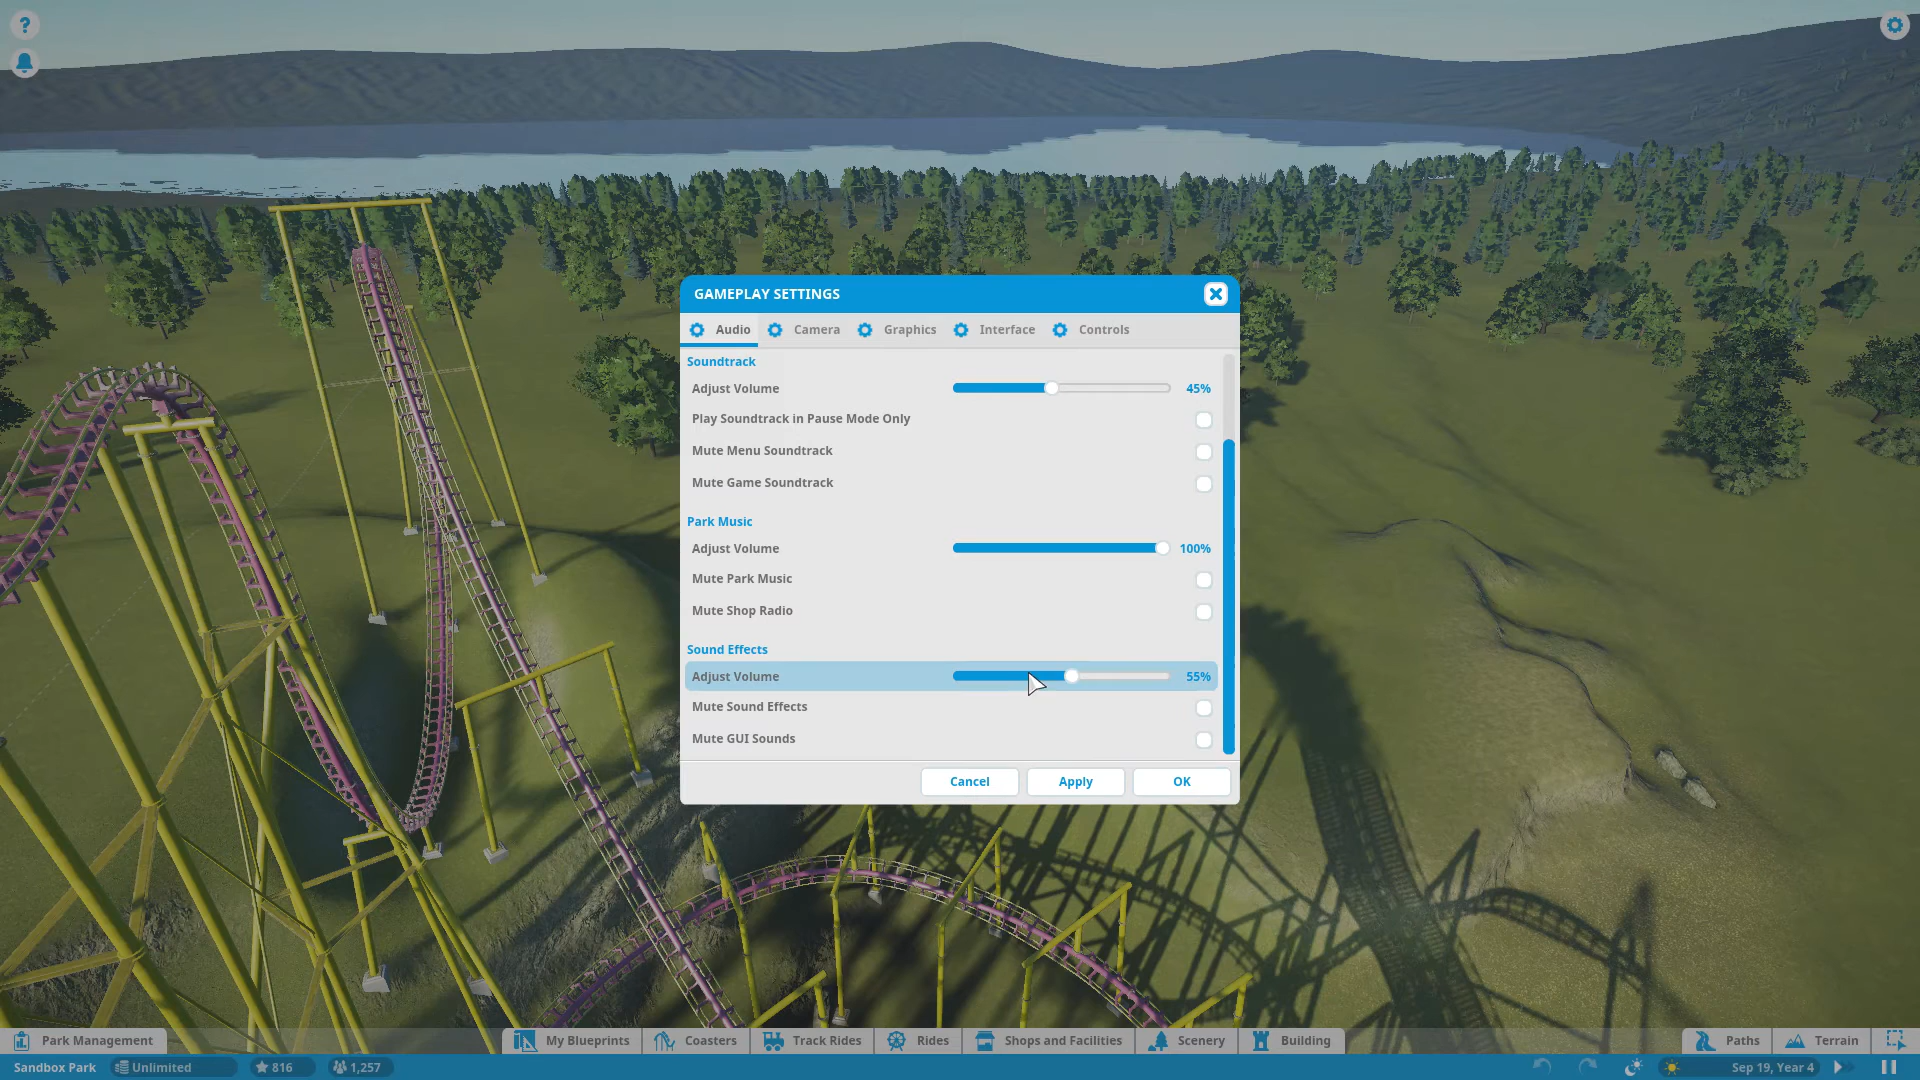 ?
GAMEPLAY SETTINGS
Audio Camera Graphics Interface Controls
Soundtrack
Adjust Volume 45%
Play Soundtrack in Pause Mode Only
Mute Menu Soundtrack
Mute Game Soundtrack
Park Music
Adjust Volume 100%
Mute Park Music
Mute Shop Radio
Sound Effects
Adjust Volume 55%
Mute Sound Effects
Mute GUI Sounds
Cancel Apply OK
Park Management My Blueprints Coasters Track Rides Rides Shops and Facilities Scenery Building Paths Terrain
Sandbox Park Unlimited 816 1,257 Sep 19, Year 4